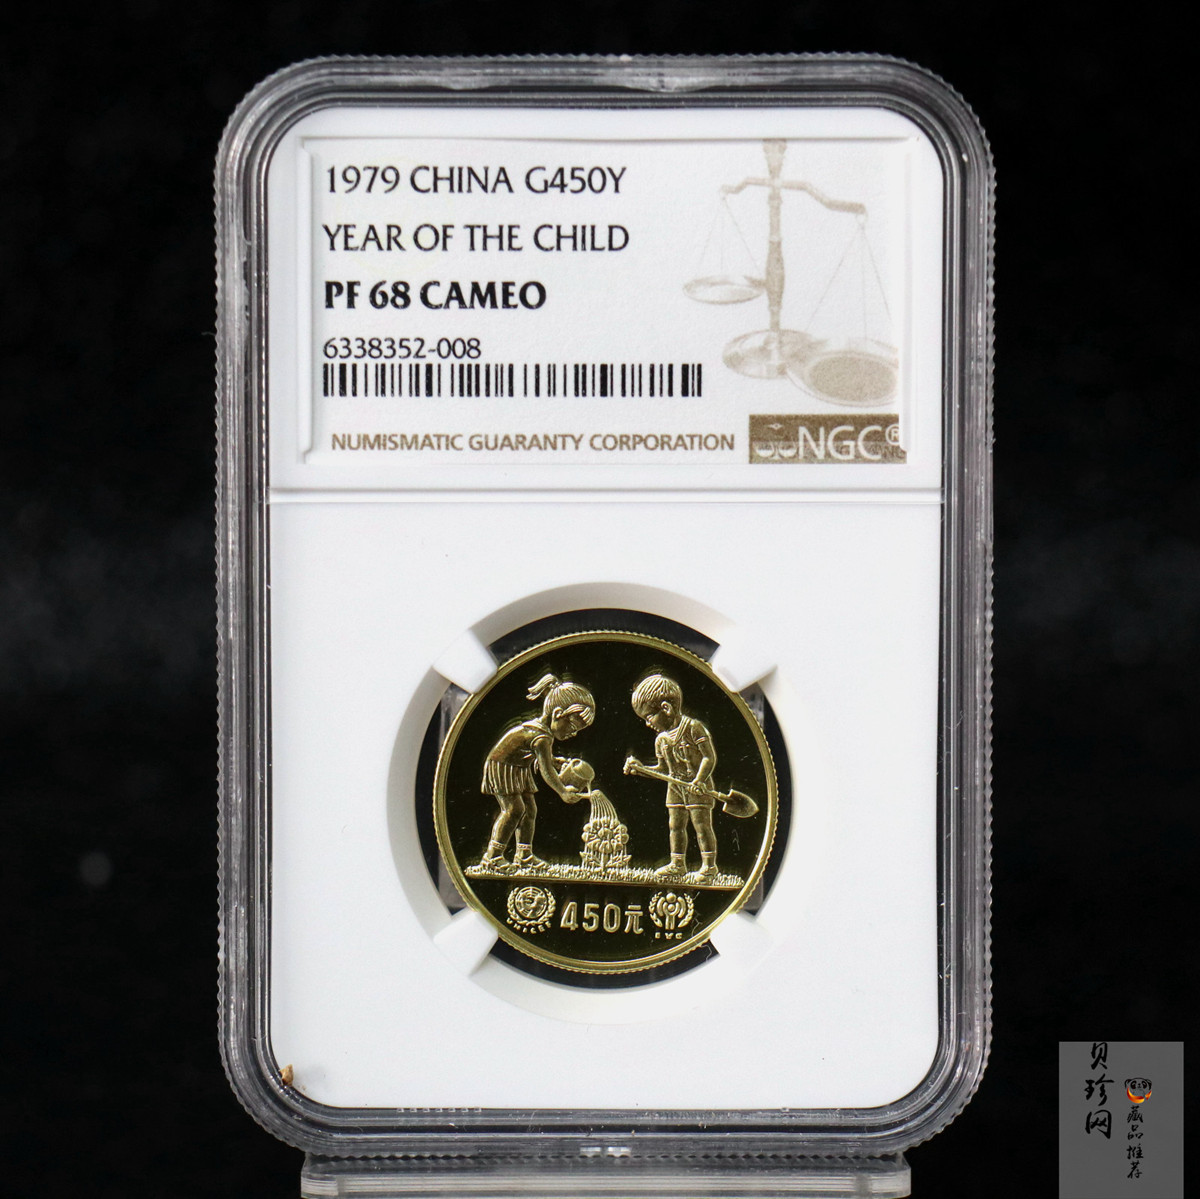 1979 CHINA G450Y
YEAR OF THE CHILD
PF 68 CAMEO
6338352-008
NUMISMATIC GUARANTY CORPORATION
NGC®
450元
UNICEF
贝珍网
藏品推荐